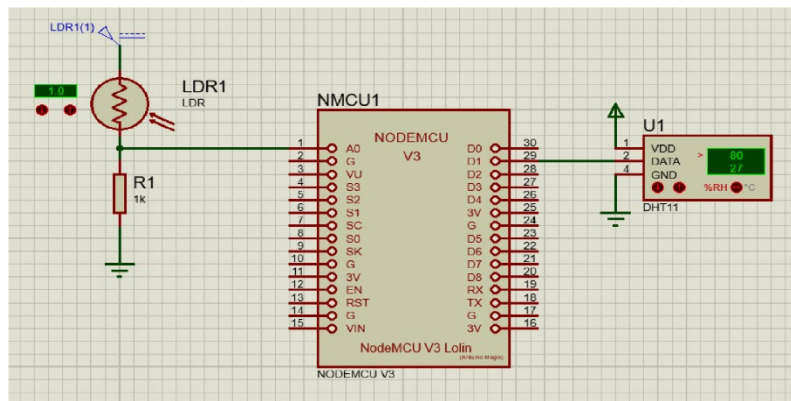 LDR1(1)
LDR1
LDR
1.0
R1
1k
NMCU1
NODEMCU
V3
1 A0 D0 30
2 G D1 29
3 VU D2 28
4 S3 D3 27
5 S2 D4 26
6 S1 3V 25
7 SC G 24
8 S0 D5 23
9 SK D6 22
10 G D7 21
11 3V D8 20
12 EN RX 19
13 RST TX 18
14 G G 17
15 VIN 3V 16
NodeMCU V3 Lolin
NODEMCU V3
U1
1 VDD
2 DATA
4 GND
>
80
27
%RH °C
DHT11